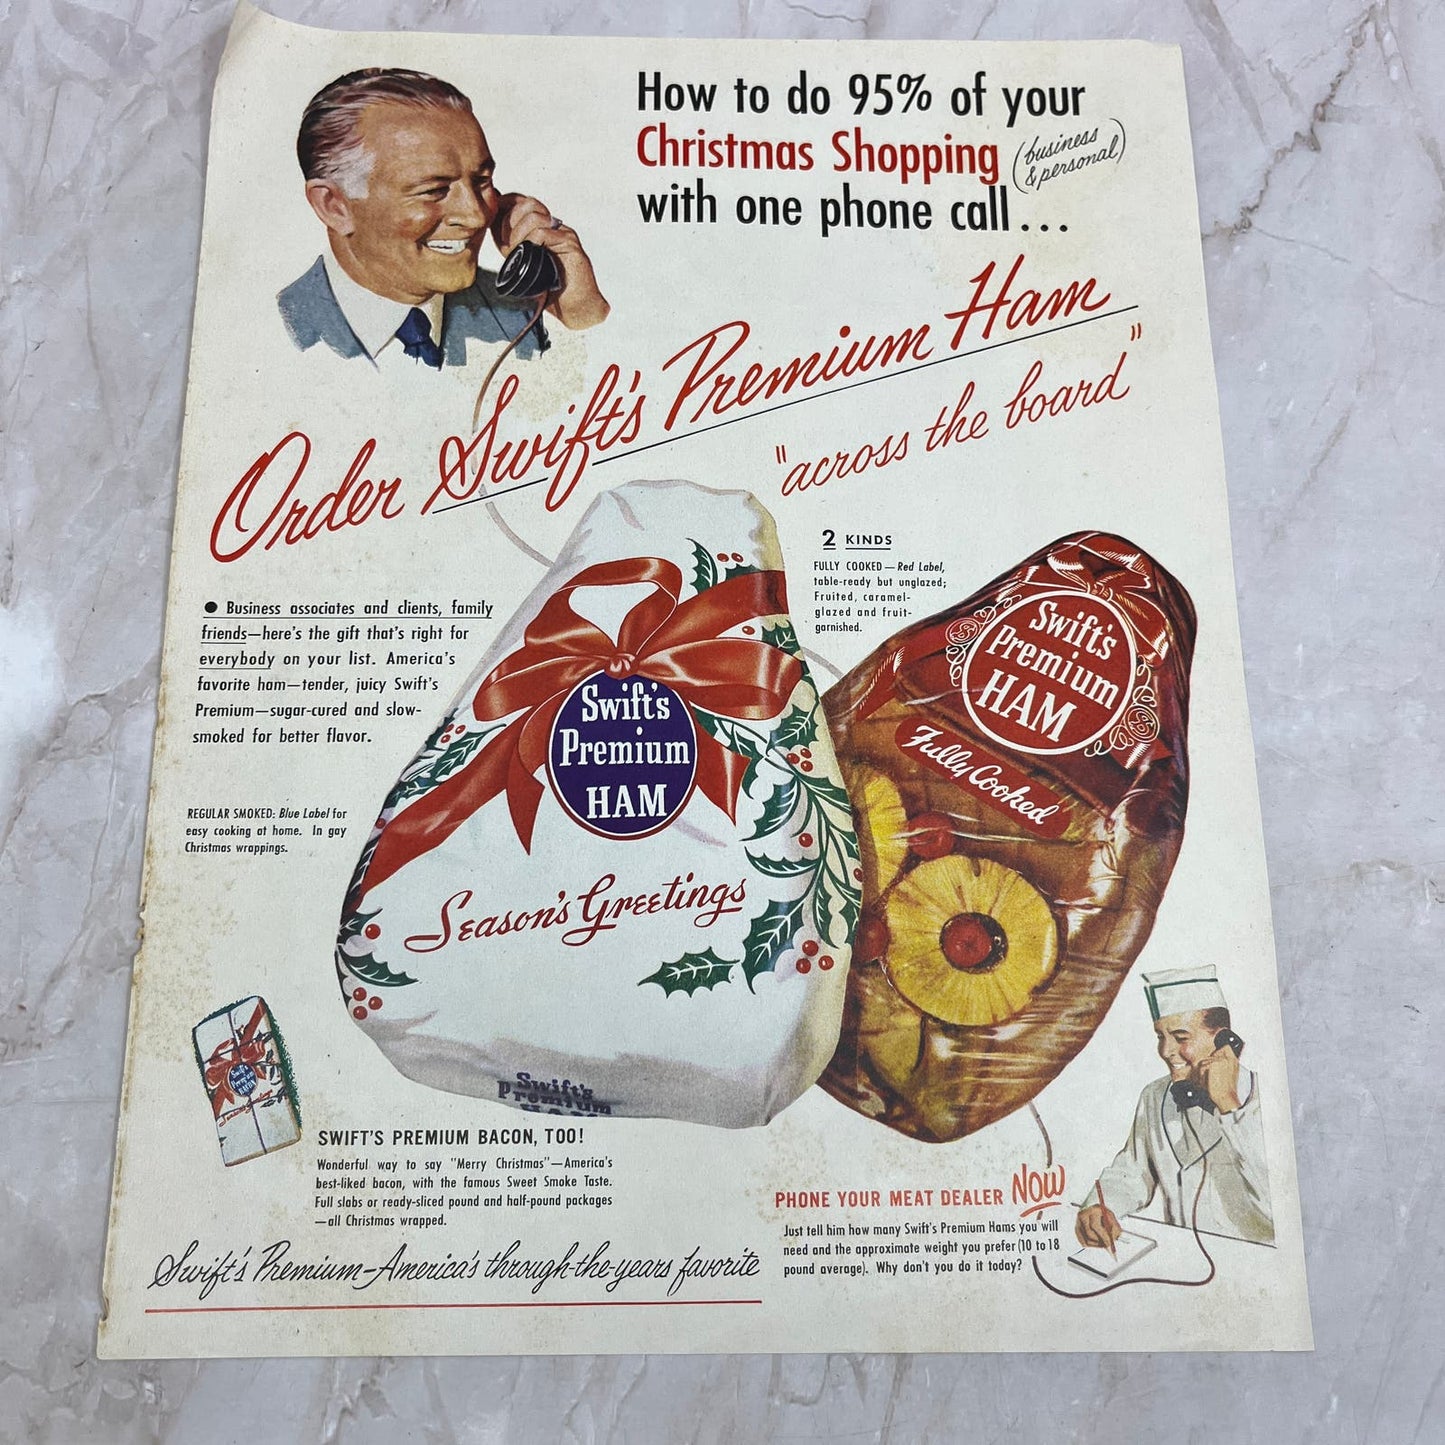 How to do 95% of your
Christmas Shopping (business
& personal)
with one phone call...
Order Swift's Premium Ham
"across the board"
2 KINDS
FULLY COOKED—Red Label,
table-ready but unglazed;
Fruited, caramel-
glazed and fruit-
garnished.
● Business associates and clients, family
friends—here's the gift that's right for
everybody on your list. America's
favorite ham—tender, juicy Swift's
Premium—sugar-cured and slow-
smoked for better flavor.
REGULAR SMOKED: Blue Label for
easy cooking at home. In gay
Christmas wrappings.
Swift's
Premium
HAM
Season's Greetings
Swift's
Premium
HAM
Fully Cooked
Swift's
Premium
Swift's
Premium
BACON
Season's Greetings
SWIFT'S PREMIUM BACON, TOO!
Wonderful way to say "Merry Christmas"—America's
best-liked bacon, with the famous Sweet Smoke Taste.
Full slabs or ready-sliced pound and half-pound packages
—all Christmas wrapped.
PHONE YOUR MEAT DEALER NOW
Just tell him how many Swift's Premium Hams you will
need and the approximate weight you prefer (10 to 18
pound average). Why don't you do it today?
Swift's Premium—America's through-the-years favorite